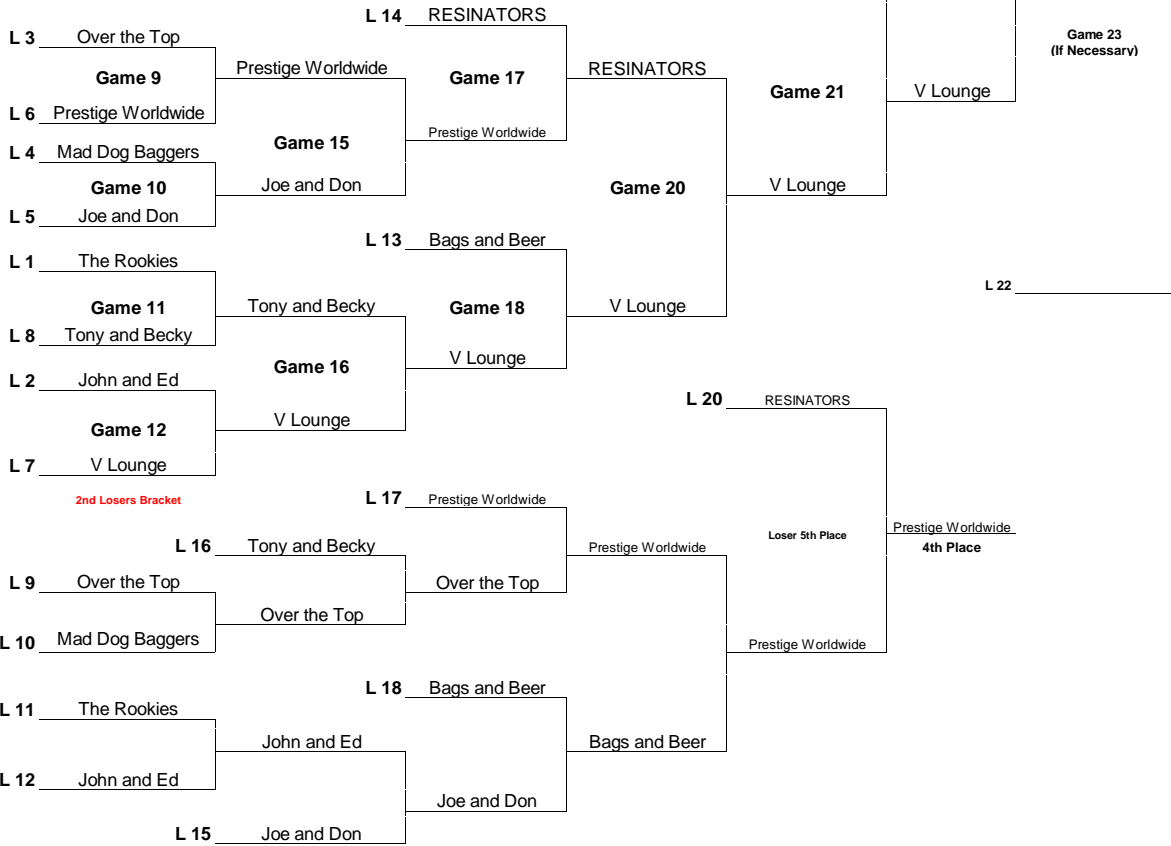 L 14 RESINATORS
L 3 Over the Top
Game 23
(If Necessary)
Game 9 Prestige Worldwide Game 17 RESINATORS
Game 21 V Lounge
L 6 Prestige Worldwide
Prestige Worldwide
Game 15
L 4 Mad Dog Baggers
Game 10 Joe and Don Game 20 V Lounge
L 5 Joe and Don
L 13 Bags and Beer
L 1 The Rookies
L 22
Game 11 Tony and Becky Game 18 V Lounge
L 8 Tony and Becky
V Lounge
Game 16
L 2 John and Ed
L 20 RESINATORS
V Lounge
Game 12
L 7 V Lounge
2nd Losers Bracket L 17 Prestige Worldwide
Prestige Worldwide
Loser 5th Place
4th Place
L 16 Tony and Becky Prestige Worldwide
L 9 Over the Top Over the Top
Over the Top
L 10 Mad Dog Baggers
Prestige Worldwide
L 18 Bags and Beer
L 11 The Rookies
John and Ed Bags and Beer
L 12 John and Ed
Joe and Don
L 15 Joe and Don